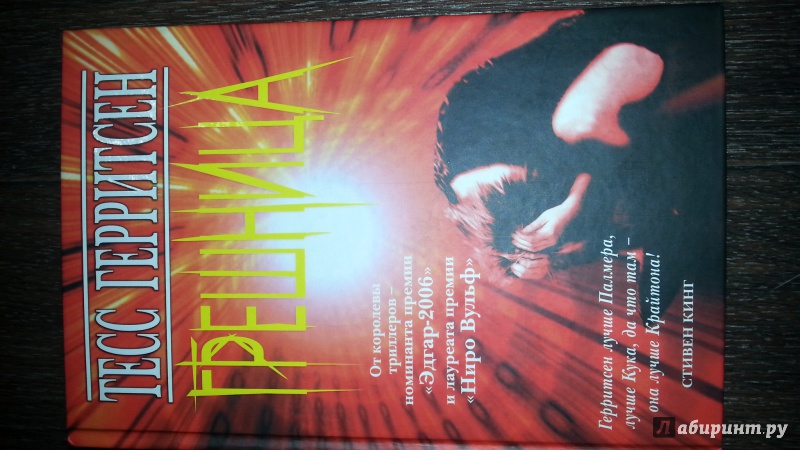 ТЕСС ГЕРРИТСЕН
ГРЕШНИЦА
От королевы
триллеров –
номинанта премии
«Эдгар-2006»
и лауреата премии
«Ниро Вульф»
Герритсен лучше Палмера,
лучше Кука, да что там –
она лучше Крайтона!
СТИВЕН КИНГ
Лабиринт.ру